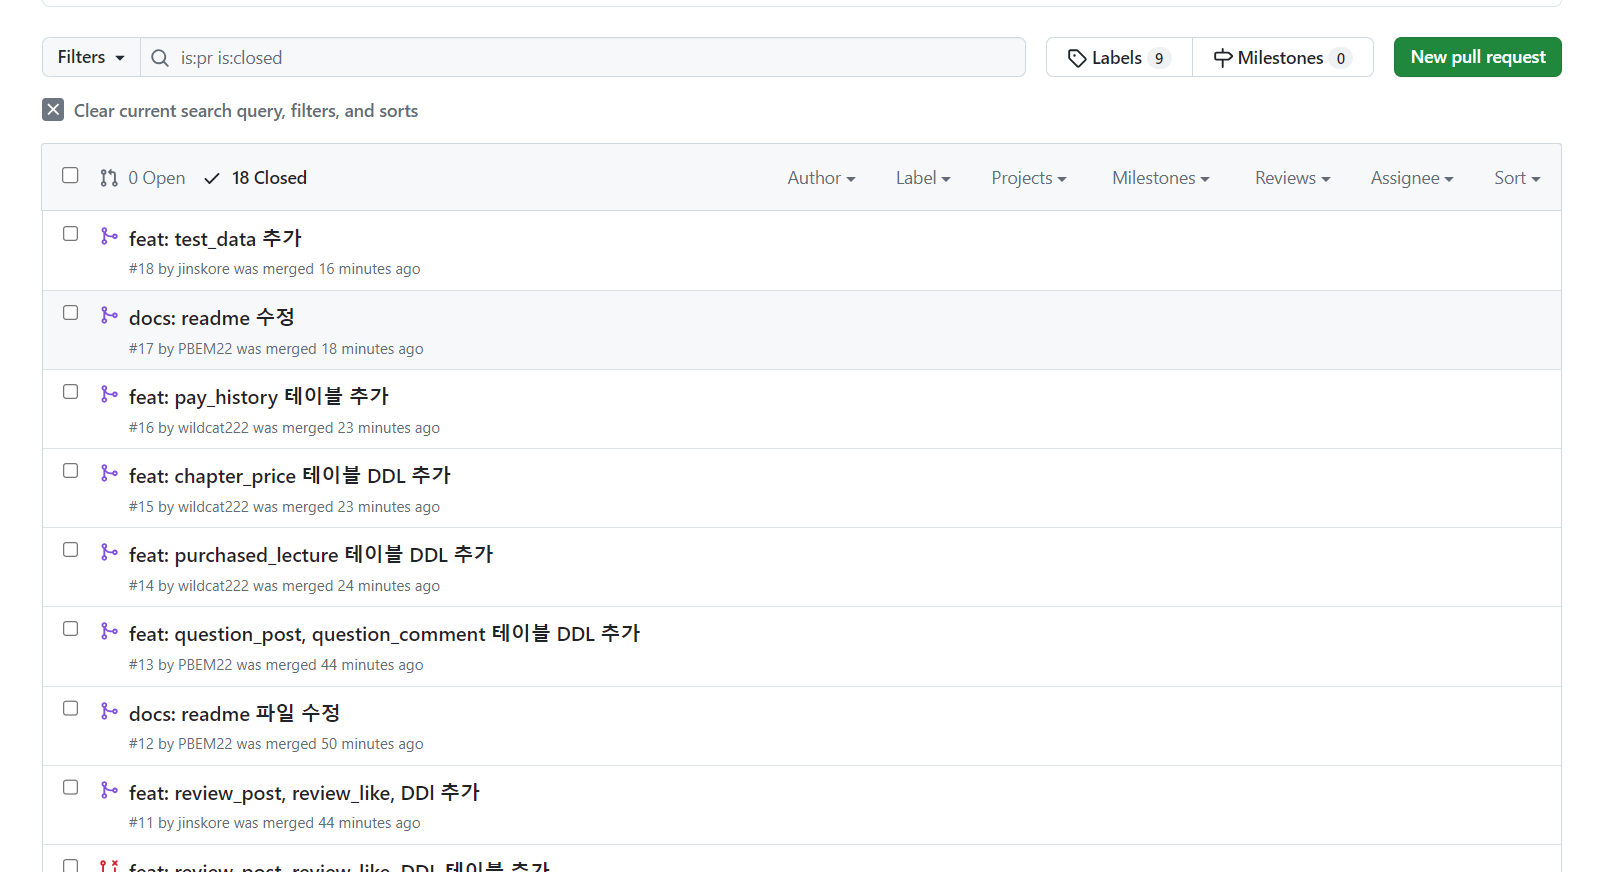 Filters is:pr is:closed Labels 9 Milestones 0 New pull request
Clear current search query, filters, and sorts
0 Open 18 Closed Author Label Projects Milestones Reviews Assignee Sort
feat: test_data 추가
#18 by jinskore was merged 16 minutes ago
docs: readme 수정
#17 by PBEM22 was merged 18 minutes ago
feat: pay_history 테이블 추가
#16 by wildcat222 was merged 23 minutes ago
feat: chapter_price 테이블 DDL 추가
#15 by wildcat222 was merged 23 minutes ago
feat: purchased_lecture 테이블 DDL 추가
#14 by wildcat222 was merged 24 minutes ago
feat: question_post, question_comment 테이블 DDL 추가
#13 by PBEM22 was merged 44 minutes ago
docs: readme 파일 수정
#12 by PBEM22 was merged 50 minutes ago
feat: review_post, review_like, DDl 추가
#11 by jinskore was merged 44 minutes ago
feat: review_post, review_like, DDL 테이블 추가